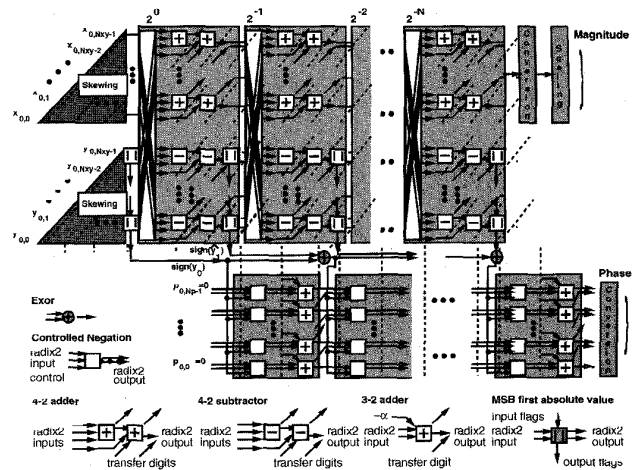 2^0
2^-1
2^-2
2^-N
x_0,Nxy-1
x_0,Nxy-2
x_0,1
x_0,0
Skewing
Magnitude
y_0,Nxy-1
y_0,Nxy-2
y_0,1
y_0,0
Skewing
sign(y_1)
sign(y_0)
p_0,Np-1=0
p_0,0=0
Phase
Exor
Controlled Negation
radix2
input
control
radix2
output
4-2 adder
radix2
inputs
radix2
output
transfer digits
4-2 subtractor
radix2
inputs
radix2
output
transfer digits
3-2 adder
-α
radix2
input
radix2
output
transfer digit
MSB first absolute value
input flags
radix2
input
radix2
output
output flags